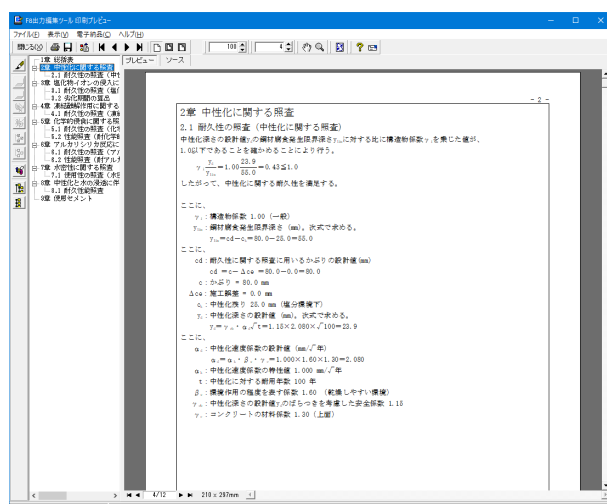 F8出力編集ツール 印刷プレビュー
ファイル(F) 表示(V) 電子納品(C) ヘルプ(H)
閉じる(X)
100
4
プレビュー ソース
1章 総括表
2章 中性化に関する照査
2.1 耐久性の照査 (中性
3章 塩化物イオンの侵入に
3.1 耐久性の照査 (塩化
3.2 劣化期間の算出
4章 凍結融解作用に関する
4.1 耐久性の照査 (凍結
5章 化学的侵食に関する照
5.1 耐久性の照査 (化学
5.2 性能照査 (耐化学的
6章 アルカリシリカ反応に
6.1 耐久性の照査 (アル
6.2 性能照査 (耐アルカ
7章 水密性に関する照査
7.1 使用性の照査 (水密
8章 中性化と水の浸透に伴
8.1 耐久性能照査
9章 使用セメント
- 2 -
2章 中性化に関する照査
2.1 耐久性の照査 (中性化に関する照査)
中性化深さの設計値ydの鋼材腐食発生限界深さylimに対する比に構造物係数γiを乗じた値が、
1.0以下であることを確かめることにより行う。
γi yd/ylim=1.00 23.9/55.0=0.43≦1.0
したがって、中性化に関する耐久性を満足する。
ここに、
γi：構造物係数 1.00 (一般)
ylim：鋼材腐食発生限界深さ (mm)。次式で求める。
ylim=cd-ck=80.0-25.0=55.0
ここに、
cd：耐久性に関する照査に用いるかぶりの設計値(mm)
cd =c-Δce =80.0-0.0=80.0
c：かぶり = 80.0 mm
Δce：施工誤差 = 0.0 mm
ck：中性化残り 25.0 mm (塩分環境下)
yd：中性化深さの設計値 (mm)。次式で求める。
yd=γcb・αd√t=1.15×2.080×√100=23.9
ここに、
αd：中性化速度係数の設計値 (mm/√年)
αd=αk・βe・γc=1.000×1.60×1.30=2.080
αk：中性化速度係数の特性値 1.000 mm/√年
t：中性化に対する耐用年数 100 年
βe：環境作用の程度を表す係数 1.60 (乾燥しやすい環境)
γcb：中性化深さの設計値ydのばらつきを考慮した安全係数 1.15
γc：コンクリートの材料係数 1.30 (上面)
4/12 210 x 297mm